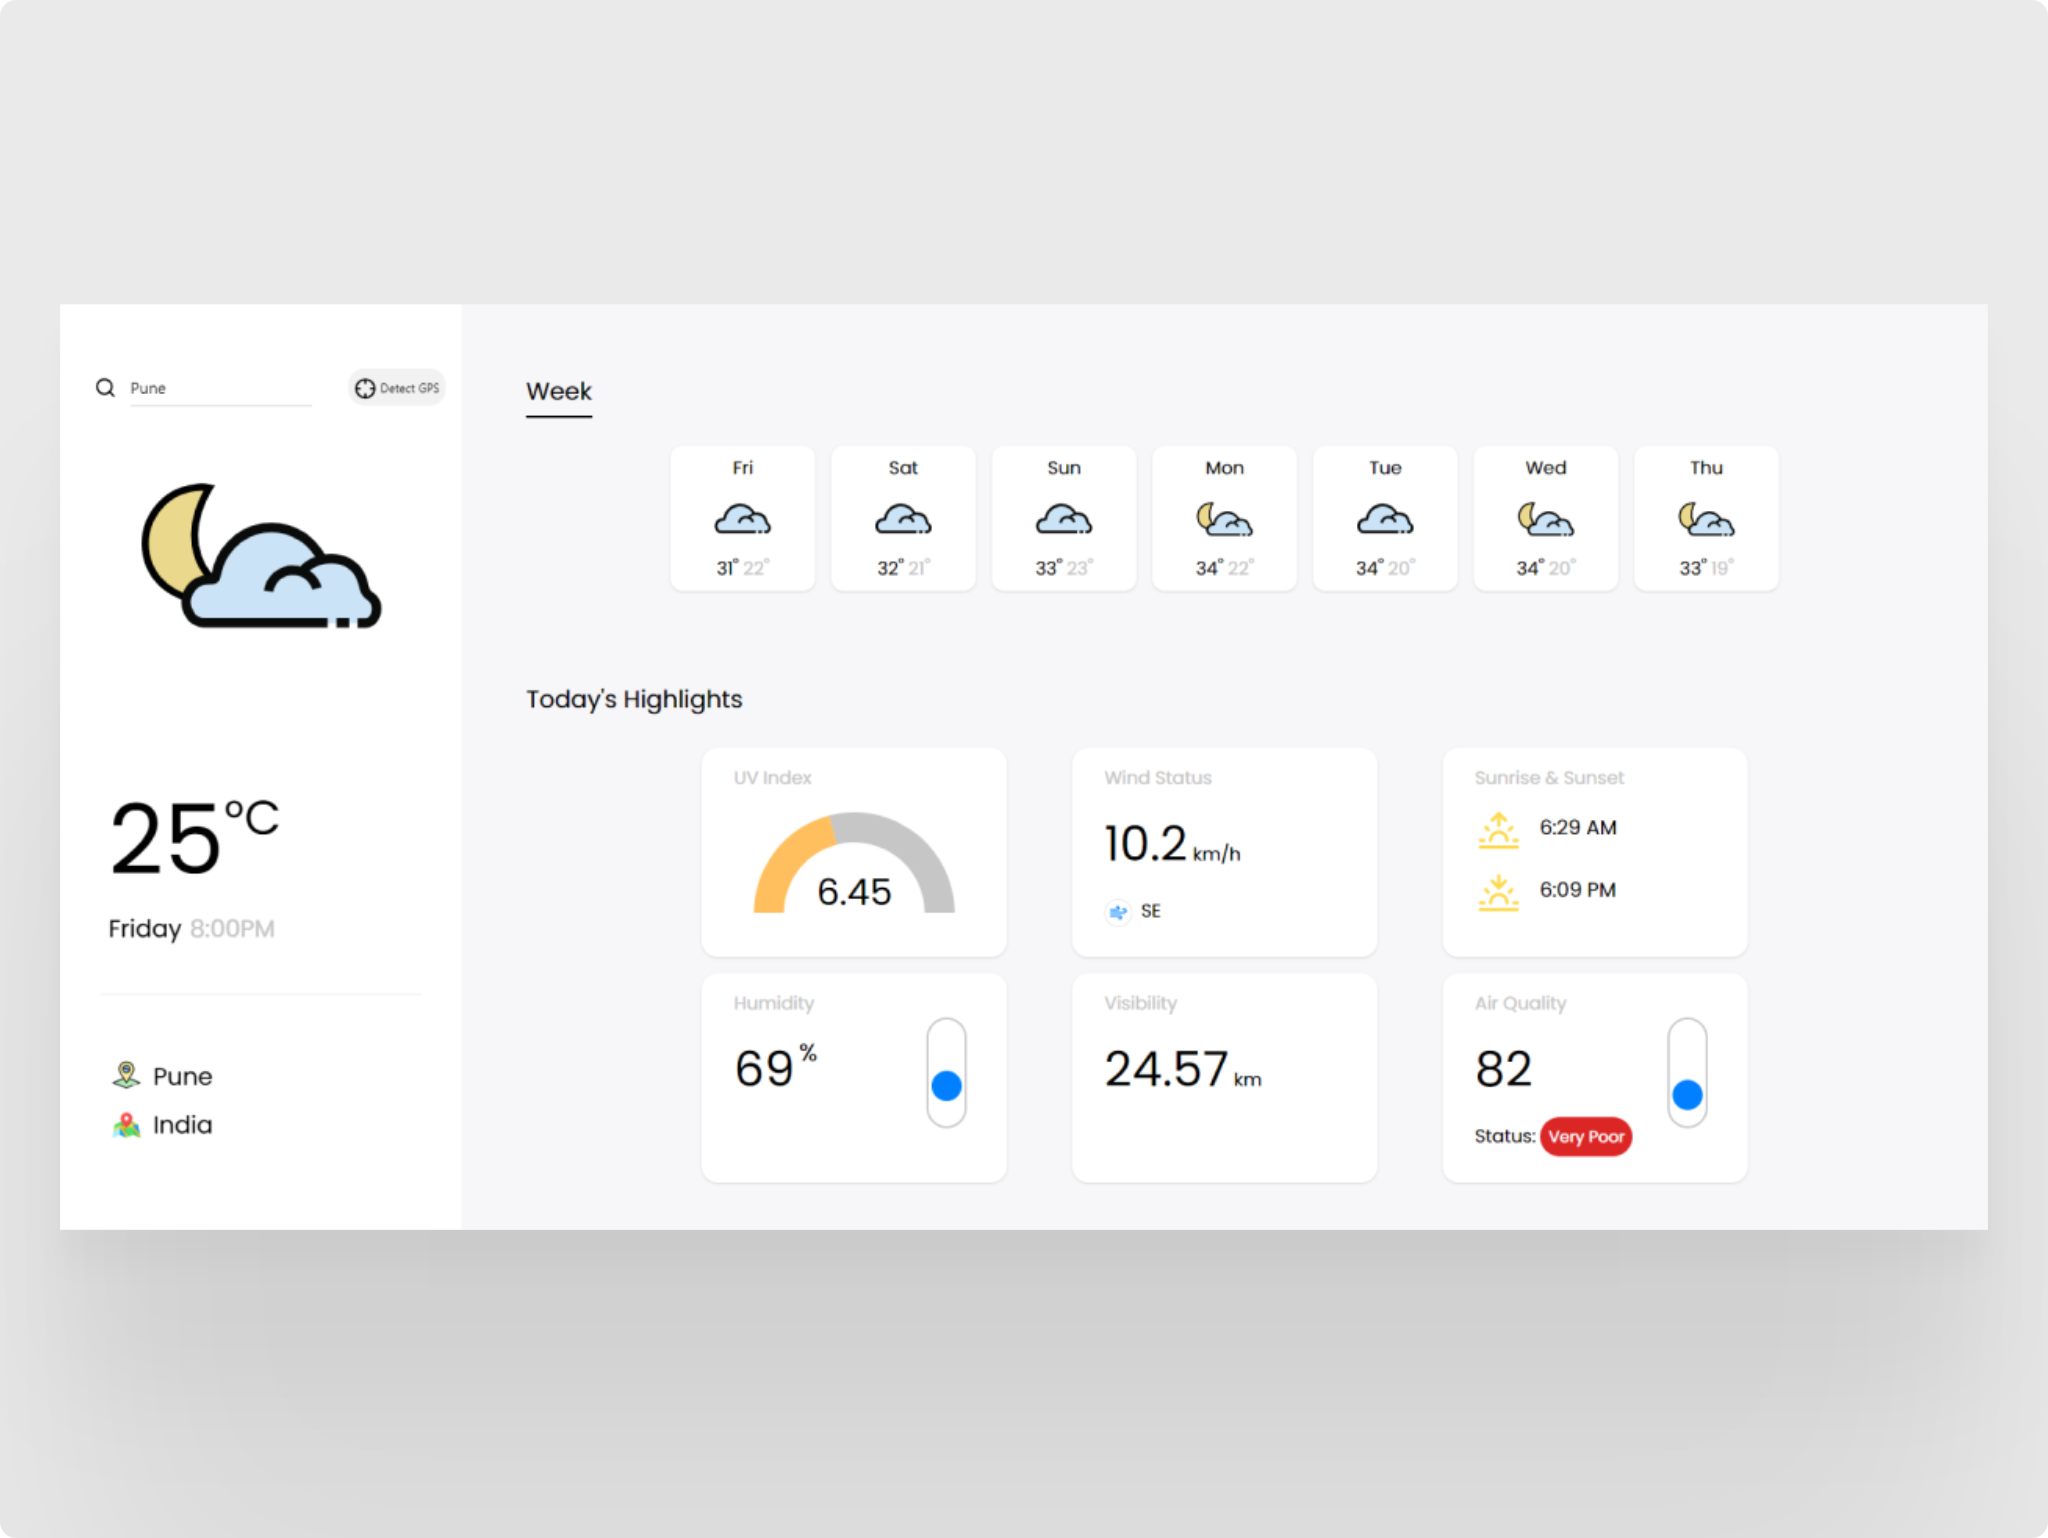 Pune
Detect GPS
25°C
Friday 8:00PM
Pune
India
Week
Fri
31° 22°
Sat
32° 21°
Sun
33° 23°
Mon
34° 22°
Tue
34° 20°
Wed
34° 20°
Thu
33° 19°
Today's Highlights
UV Index
6.45
Wind Status
10.2 km/h
SE
Sunrise & Sunset
6:29 AM
6:09 PM
Humidity
69%
Visibility
24.57 km
Air Quality
82
Status: Very Poor